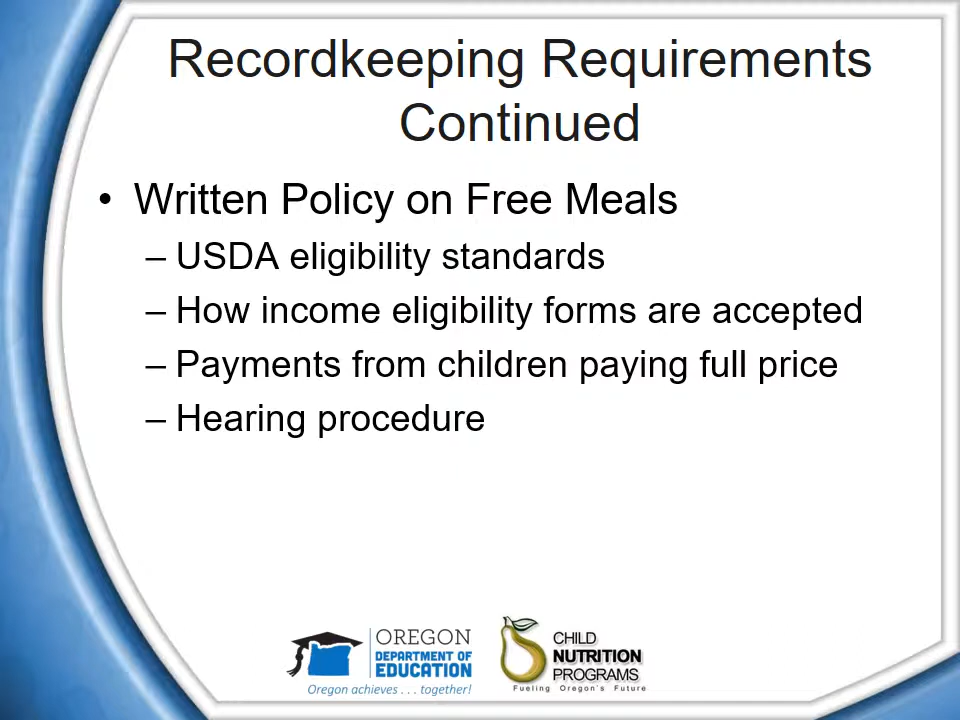 Recordkeeping Requirements
Continued
• Written Policy on Free Meals
– USDA eligibility standards
– How income eligibility forms are accepted
– Payments from children paying full price
– Hearing procedure
OREGON
DEPARTMENT OF
EDUCATION
Oregon achieves . . . together!
CHILD
NUTRITION
PROGRAMS
Fueling Oregon's Future